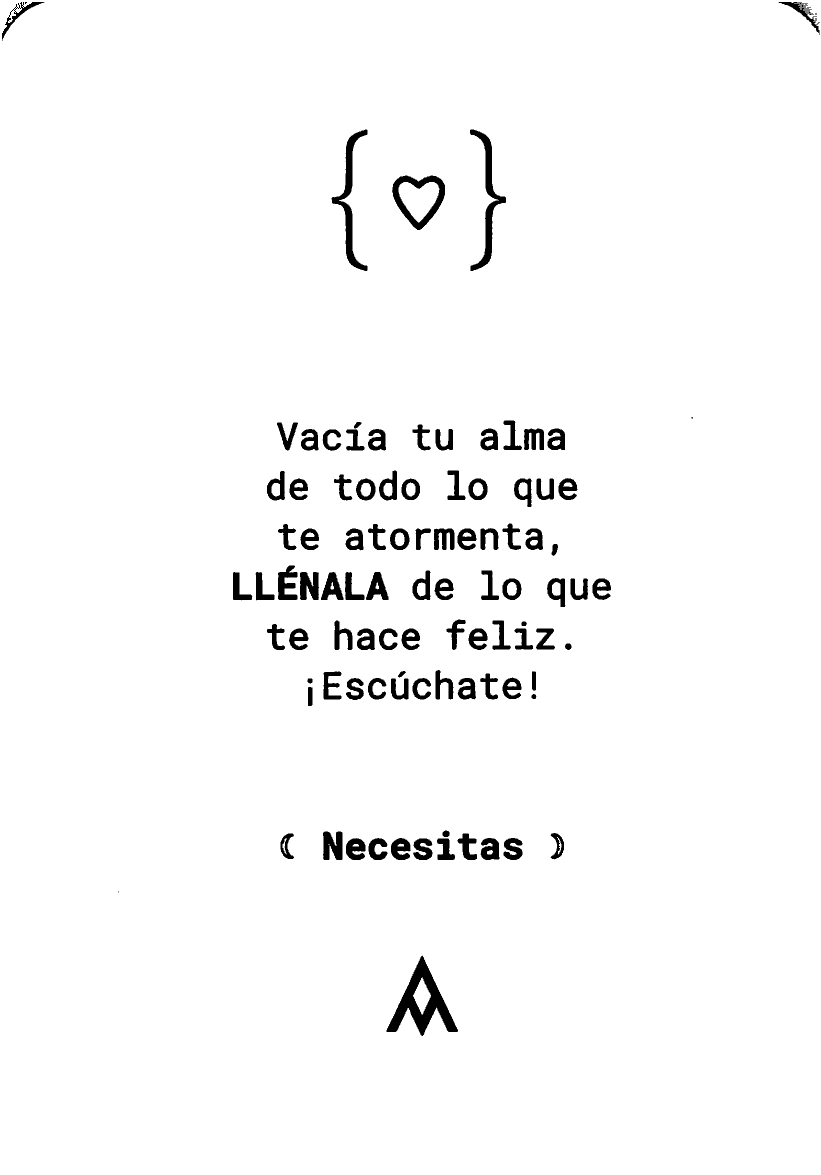 Vacía tu alma
de todo lo que
te atormenta,
LLÉNALA de lo que
te hace feliz.
¡Escúchate!
( Necesitas )